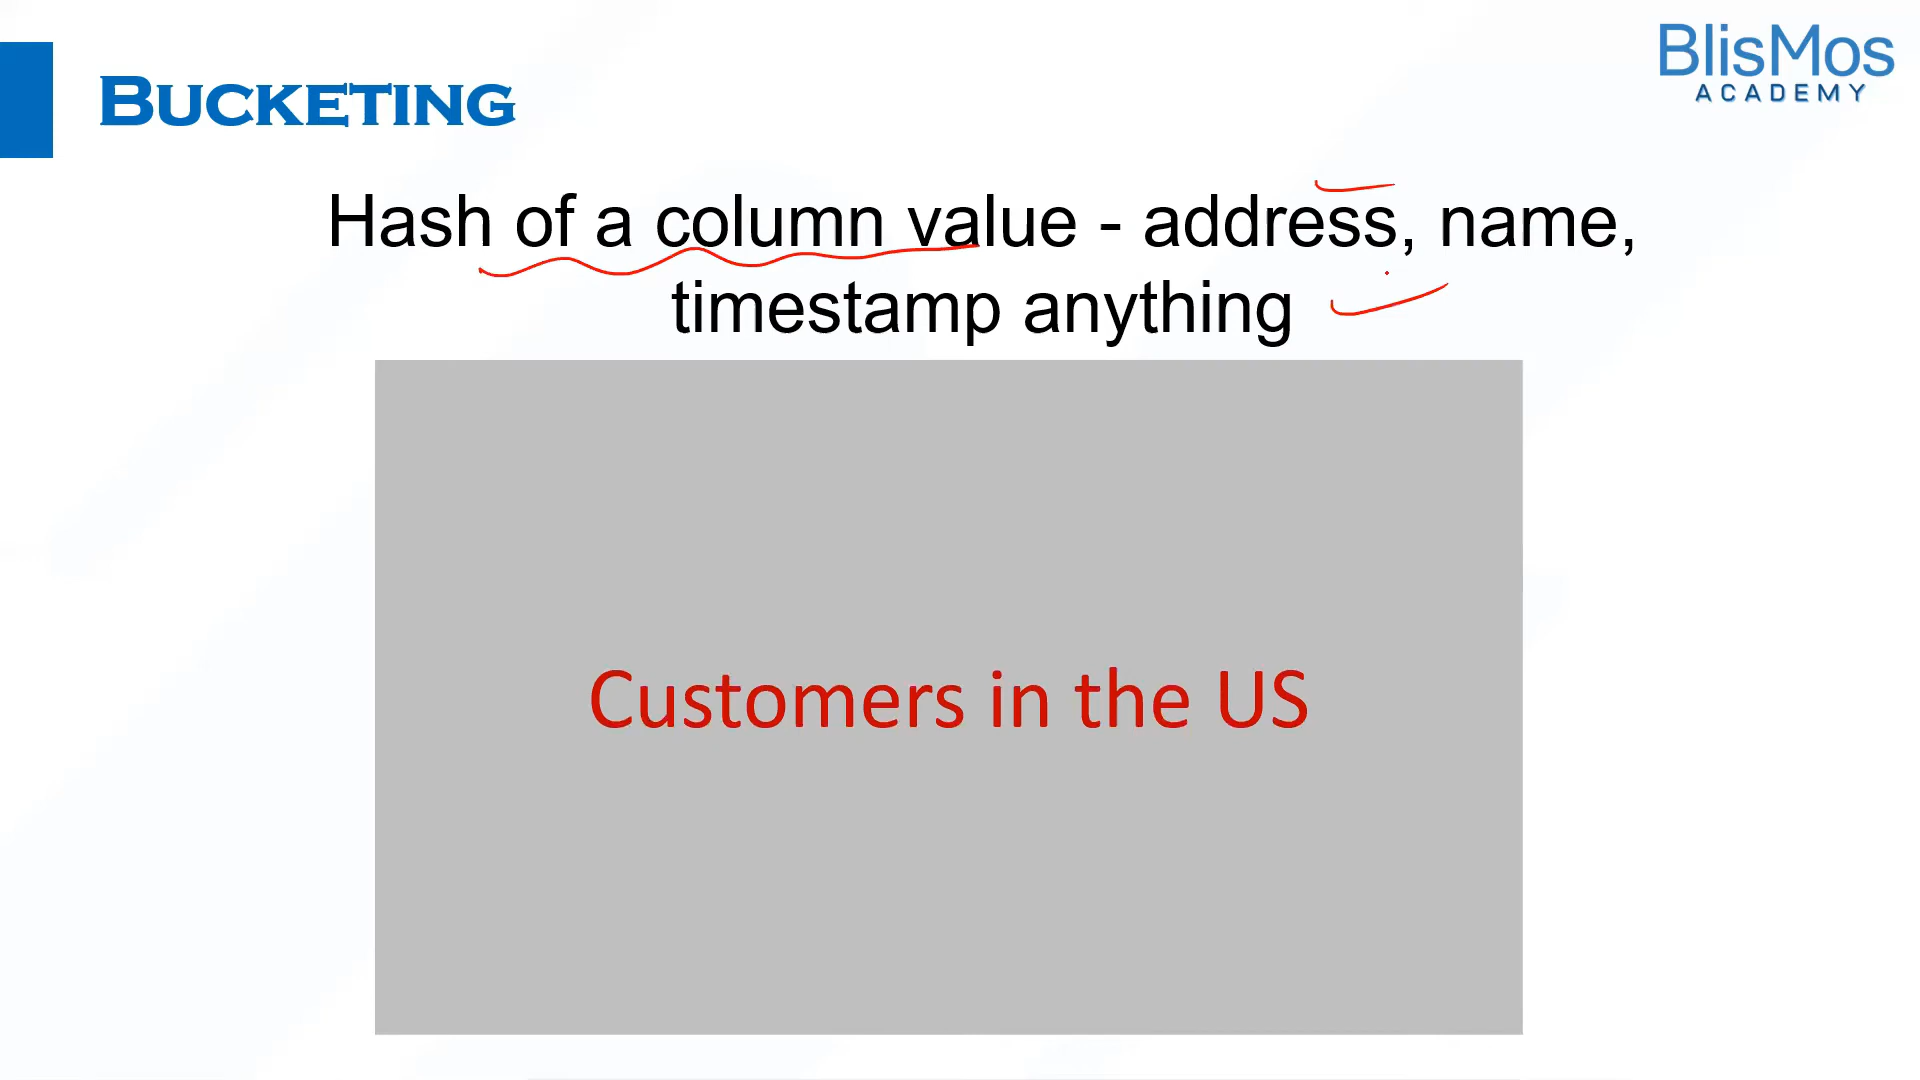 BlisMos
ACADEMY
BUCKETING
Hash of a column value - address, name,
timestamp anything
Customers in the US